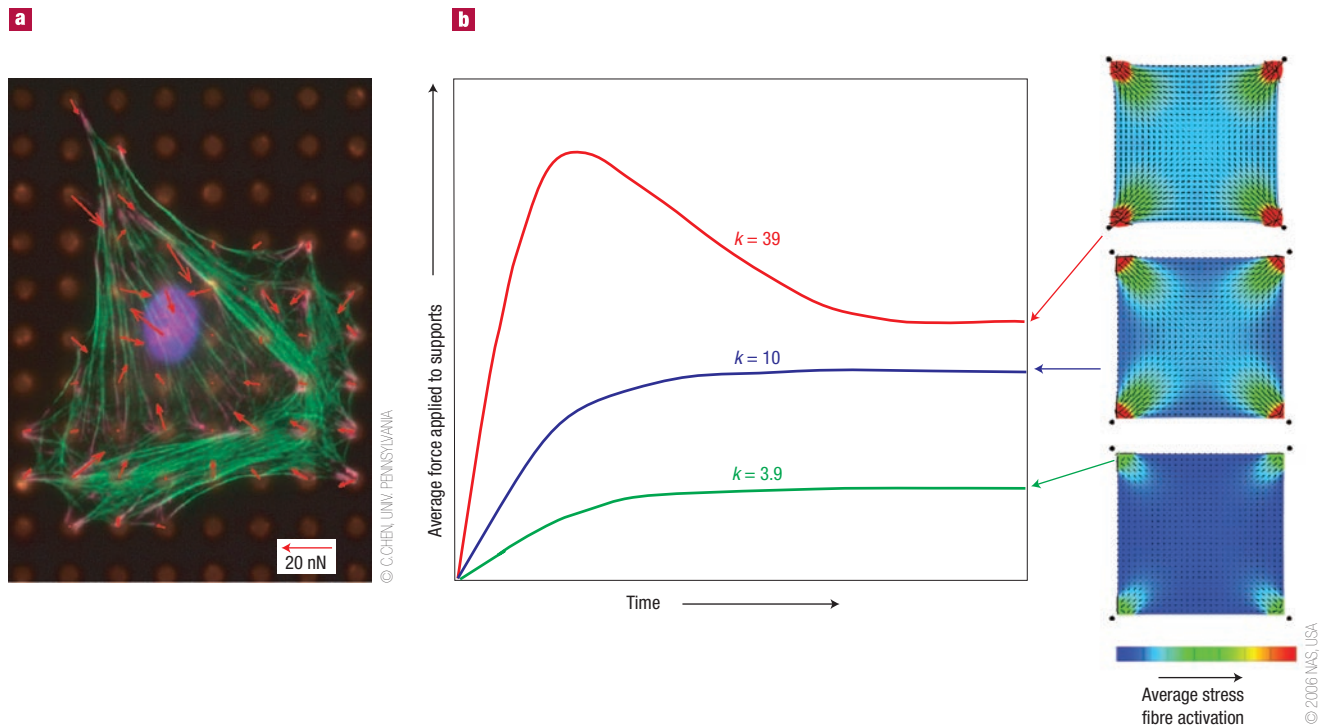 a
20 nN
© C.CHEN, UNIV. PENNSYLVANIA
b
Average force applied to supports
k = 39
k = 10
k = 3.9
Time
Average stress
fibre activation
© 2006 NAS, USA